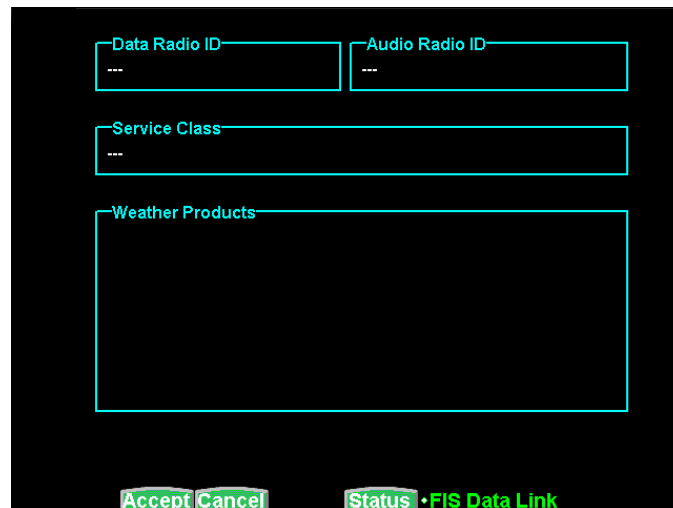 Data Radio ID Audio Radio ID
--- ---
Service Class
---
Weather Products
Accept Cancel Status •FIS Data Link